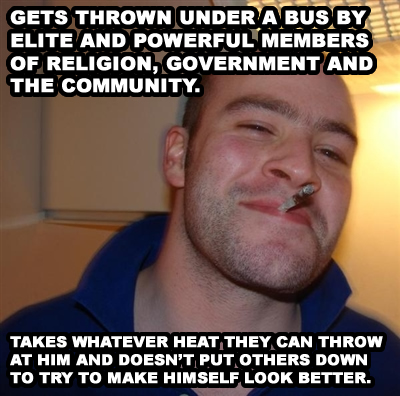 GETS THROWN UNDER A BUS BY
ELITE AND POWERFUL MEMBERS
OF RELIGION, GOVERNMENT AND
THE COMMUNITY.
TAKES WHATEVER HEAT THEY CAN THROW
AT HIM AND DOESN'T PUT OTHERS DOWN
TO TRY TO MAKE HIMSELF LOOK BETTER.